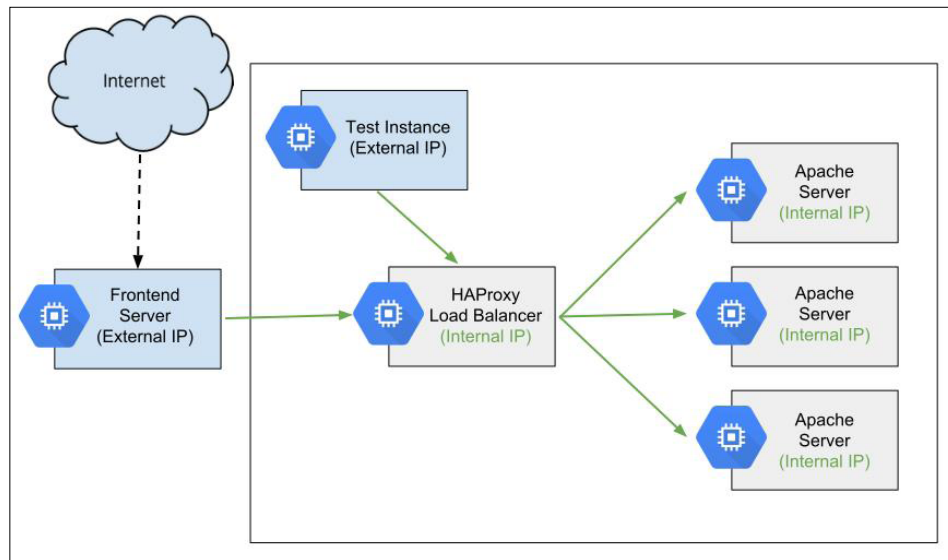 Internet
Test Instance
(External IP)
Apache
Server
(Internal IP)
Frontend
Server
(External IP)
HAProxy
Load Balancer
(Internal IP)
Apache
Server
(Internal IP)
Apache
Server
(Internal IP)